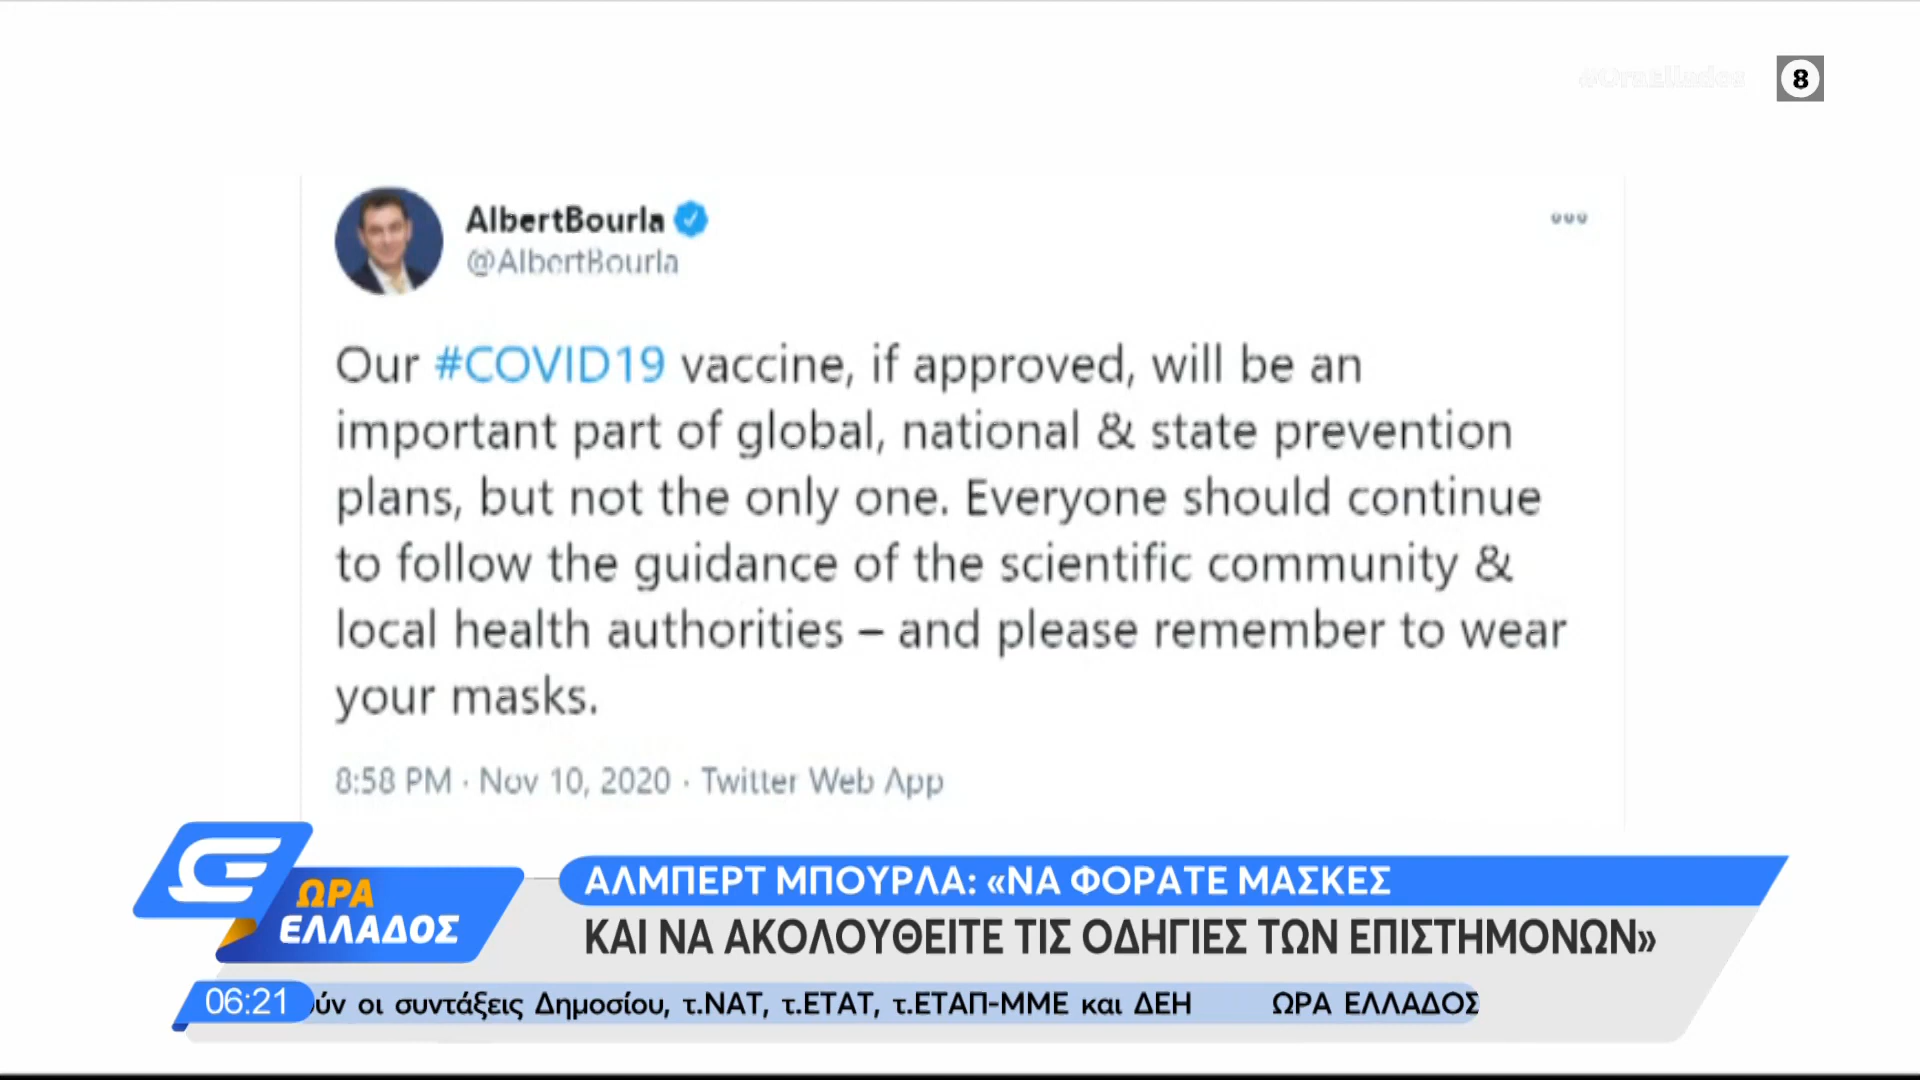 #OraEllados
8
AlbertBourla
@AlbertBourla
Our #COVID19 vaccine, if approved, will be an
important part of global, national & state prevention
plans, but not the only one. Everyone should continue
to follow the guidance of the scientific community &
local health authorities – and please remember to wear
your masks.
8:58 PM · Nov 10, 2020 · Twitter Web App
ΩΡΑ
ΕΛΛΑΔΟΣ
ΑΛΜΠΕΡΤ ΜΠΟΥΡΛΑ: «ΝΑ ΦΟΡΑΤΕ ΜΑΣΚΕΣ
ΚΑΙ ΝΑ ΑΚΟΛΟΥΘΕΙΤΕ ΤΙΣ ΟΔΗΓΙΕΣ ΤΩΝ ΕΠΙΣΤΗΜΟΝΩΝ»
06:21 ούν οι συντάξεις Δημοσίου, τ.ΝΑΤ, τ.ΕΤΑΤ, τ.ΕΤΑΠ-ΜΜΕ και ΔΕΗ ΩΡΑ ΕΛΛΑΔΟΣ